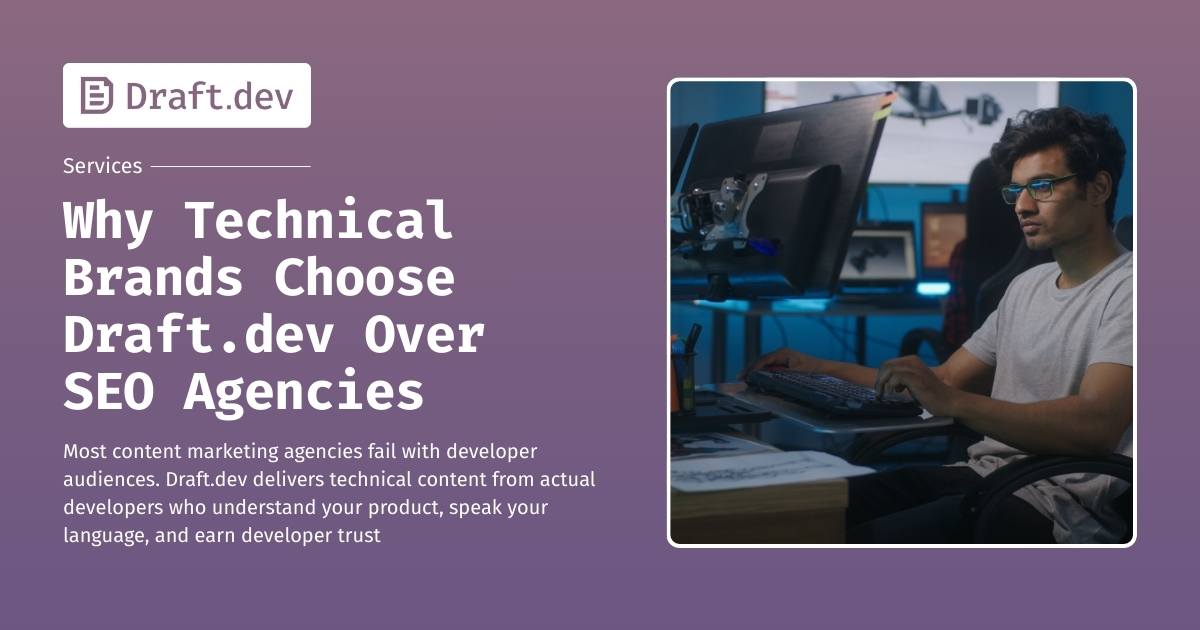 Draft.dev
Services
Why Technical
Brands Choose
Draft.dev Over
SEO Agencies
Most content marketing agencies fail with developer
audiences. Draft.dev delivers technical content from actual
developers who understand your product, speak your
language, and earn developer trust